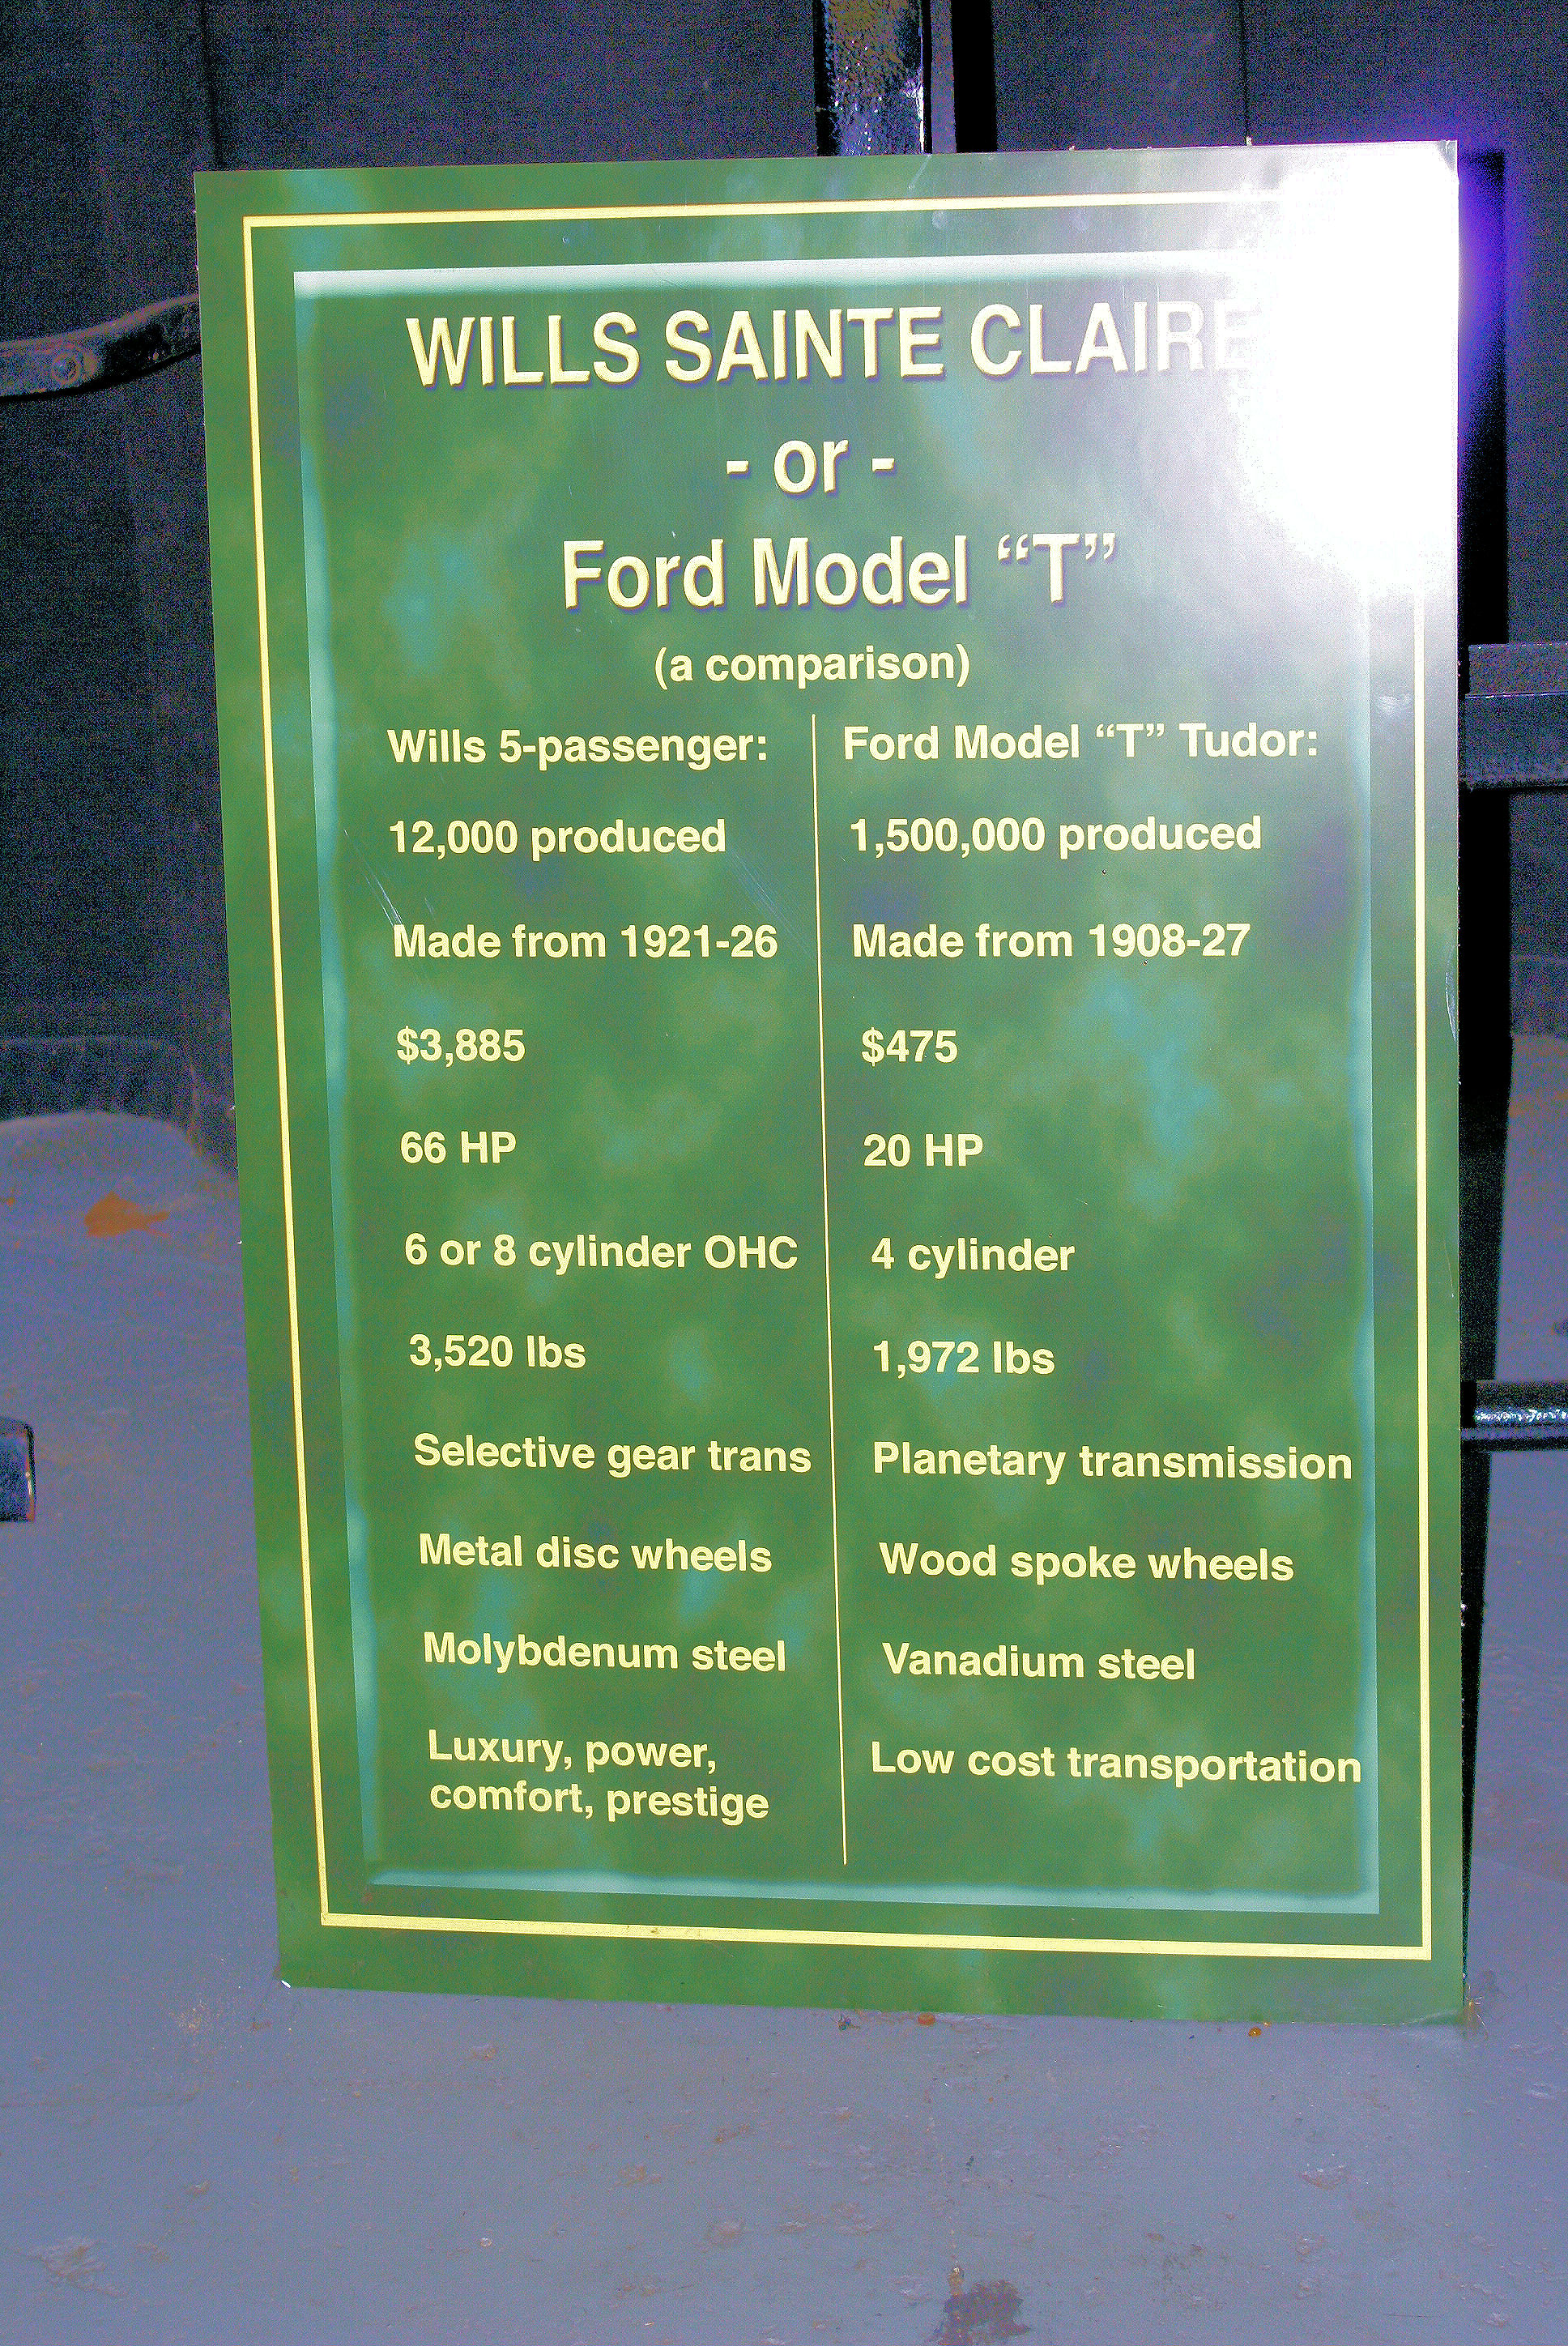 WILLS SAINTE CLAIRE
- or -
Ford Model “T”
(a comparison)
Wills 5-passenger:
12,000 produced
Made from 1921-26
$3,885
66 HP
6 or 8 cylinder OHC
3,520 lbs
Selective gear trans
Metal disc wheels
Molybdenum steel
Luxury, power,
comfort, prestige
Ford Model “T” Tudor:
1,500,000 produced
Made from 1908-27
$475
20 HP
4 cylinder
1,972 lbs
Planetary transmission
Wood spoke wheels
Vanadium steel
Low cost transportation